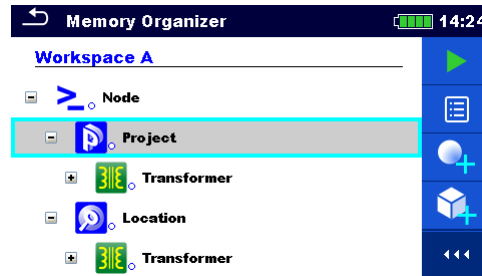 Memory Organizer 14:24
Workspace A
Node
Project
Transformer
Location
Transformer